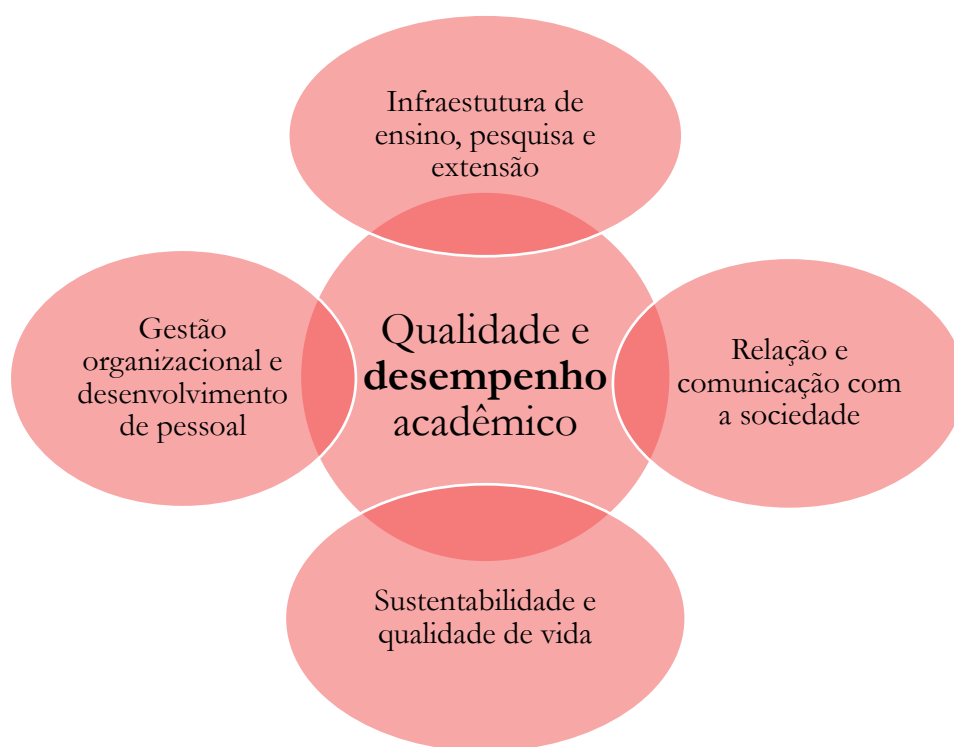 Infraestutura de
ensino, pesquisa e
extensão
Gestão
organizacional e
desenvolvimento
de pessoal
Qualidade e
desempenho
acadêmico
Relação e
comunicação com
a sociedade
Sustentabilidade e
qualidade de vida